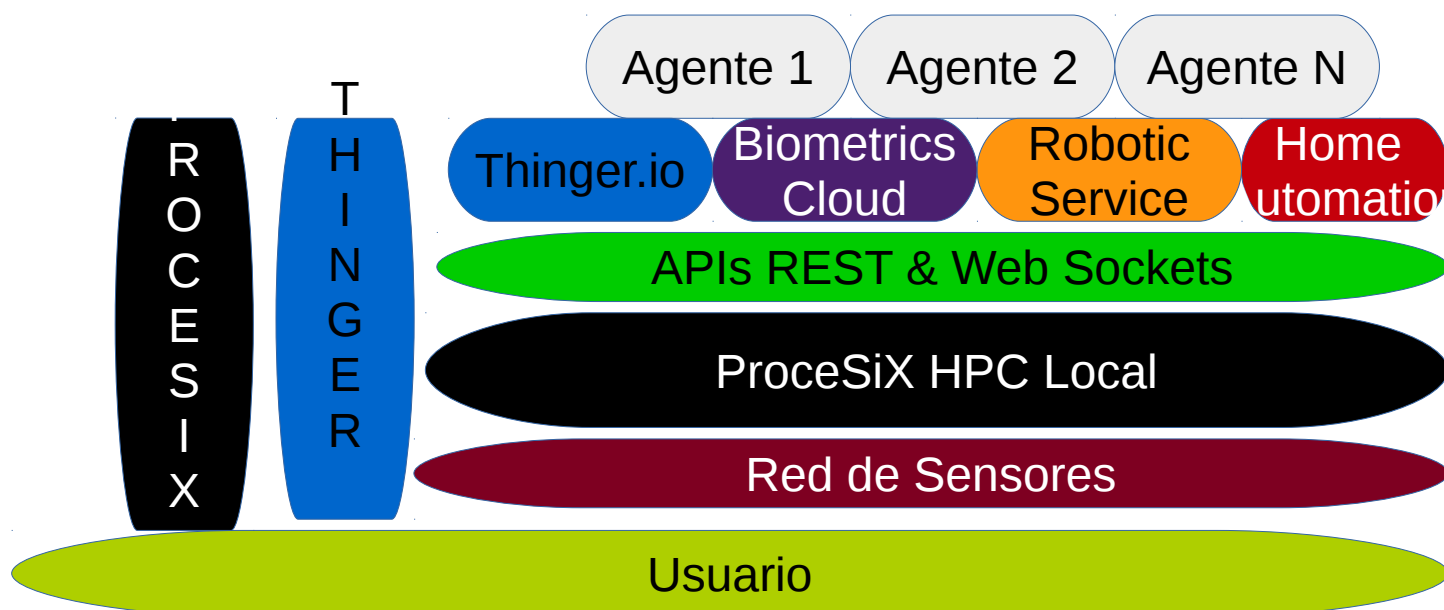 Agente 1
Agente 2
Agente N
ROCESIX
THINGER
Thinger.io
Biometrics
Cloud
Robotic
Service
Home
utomatio
APIs REST & Web Sockets
ProceSiX HPC Local
Red de Sensores
Usuario